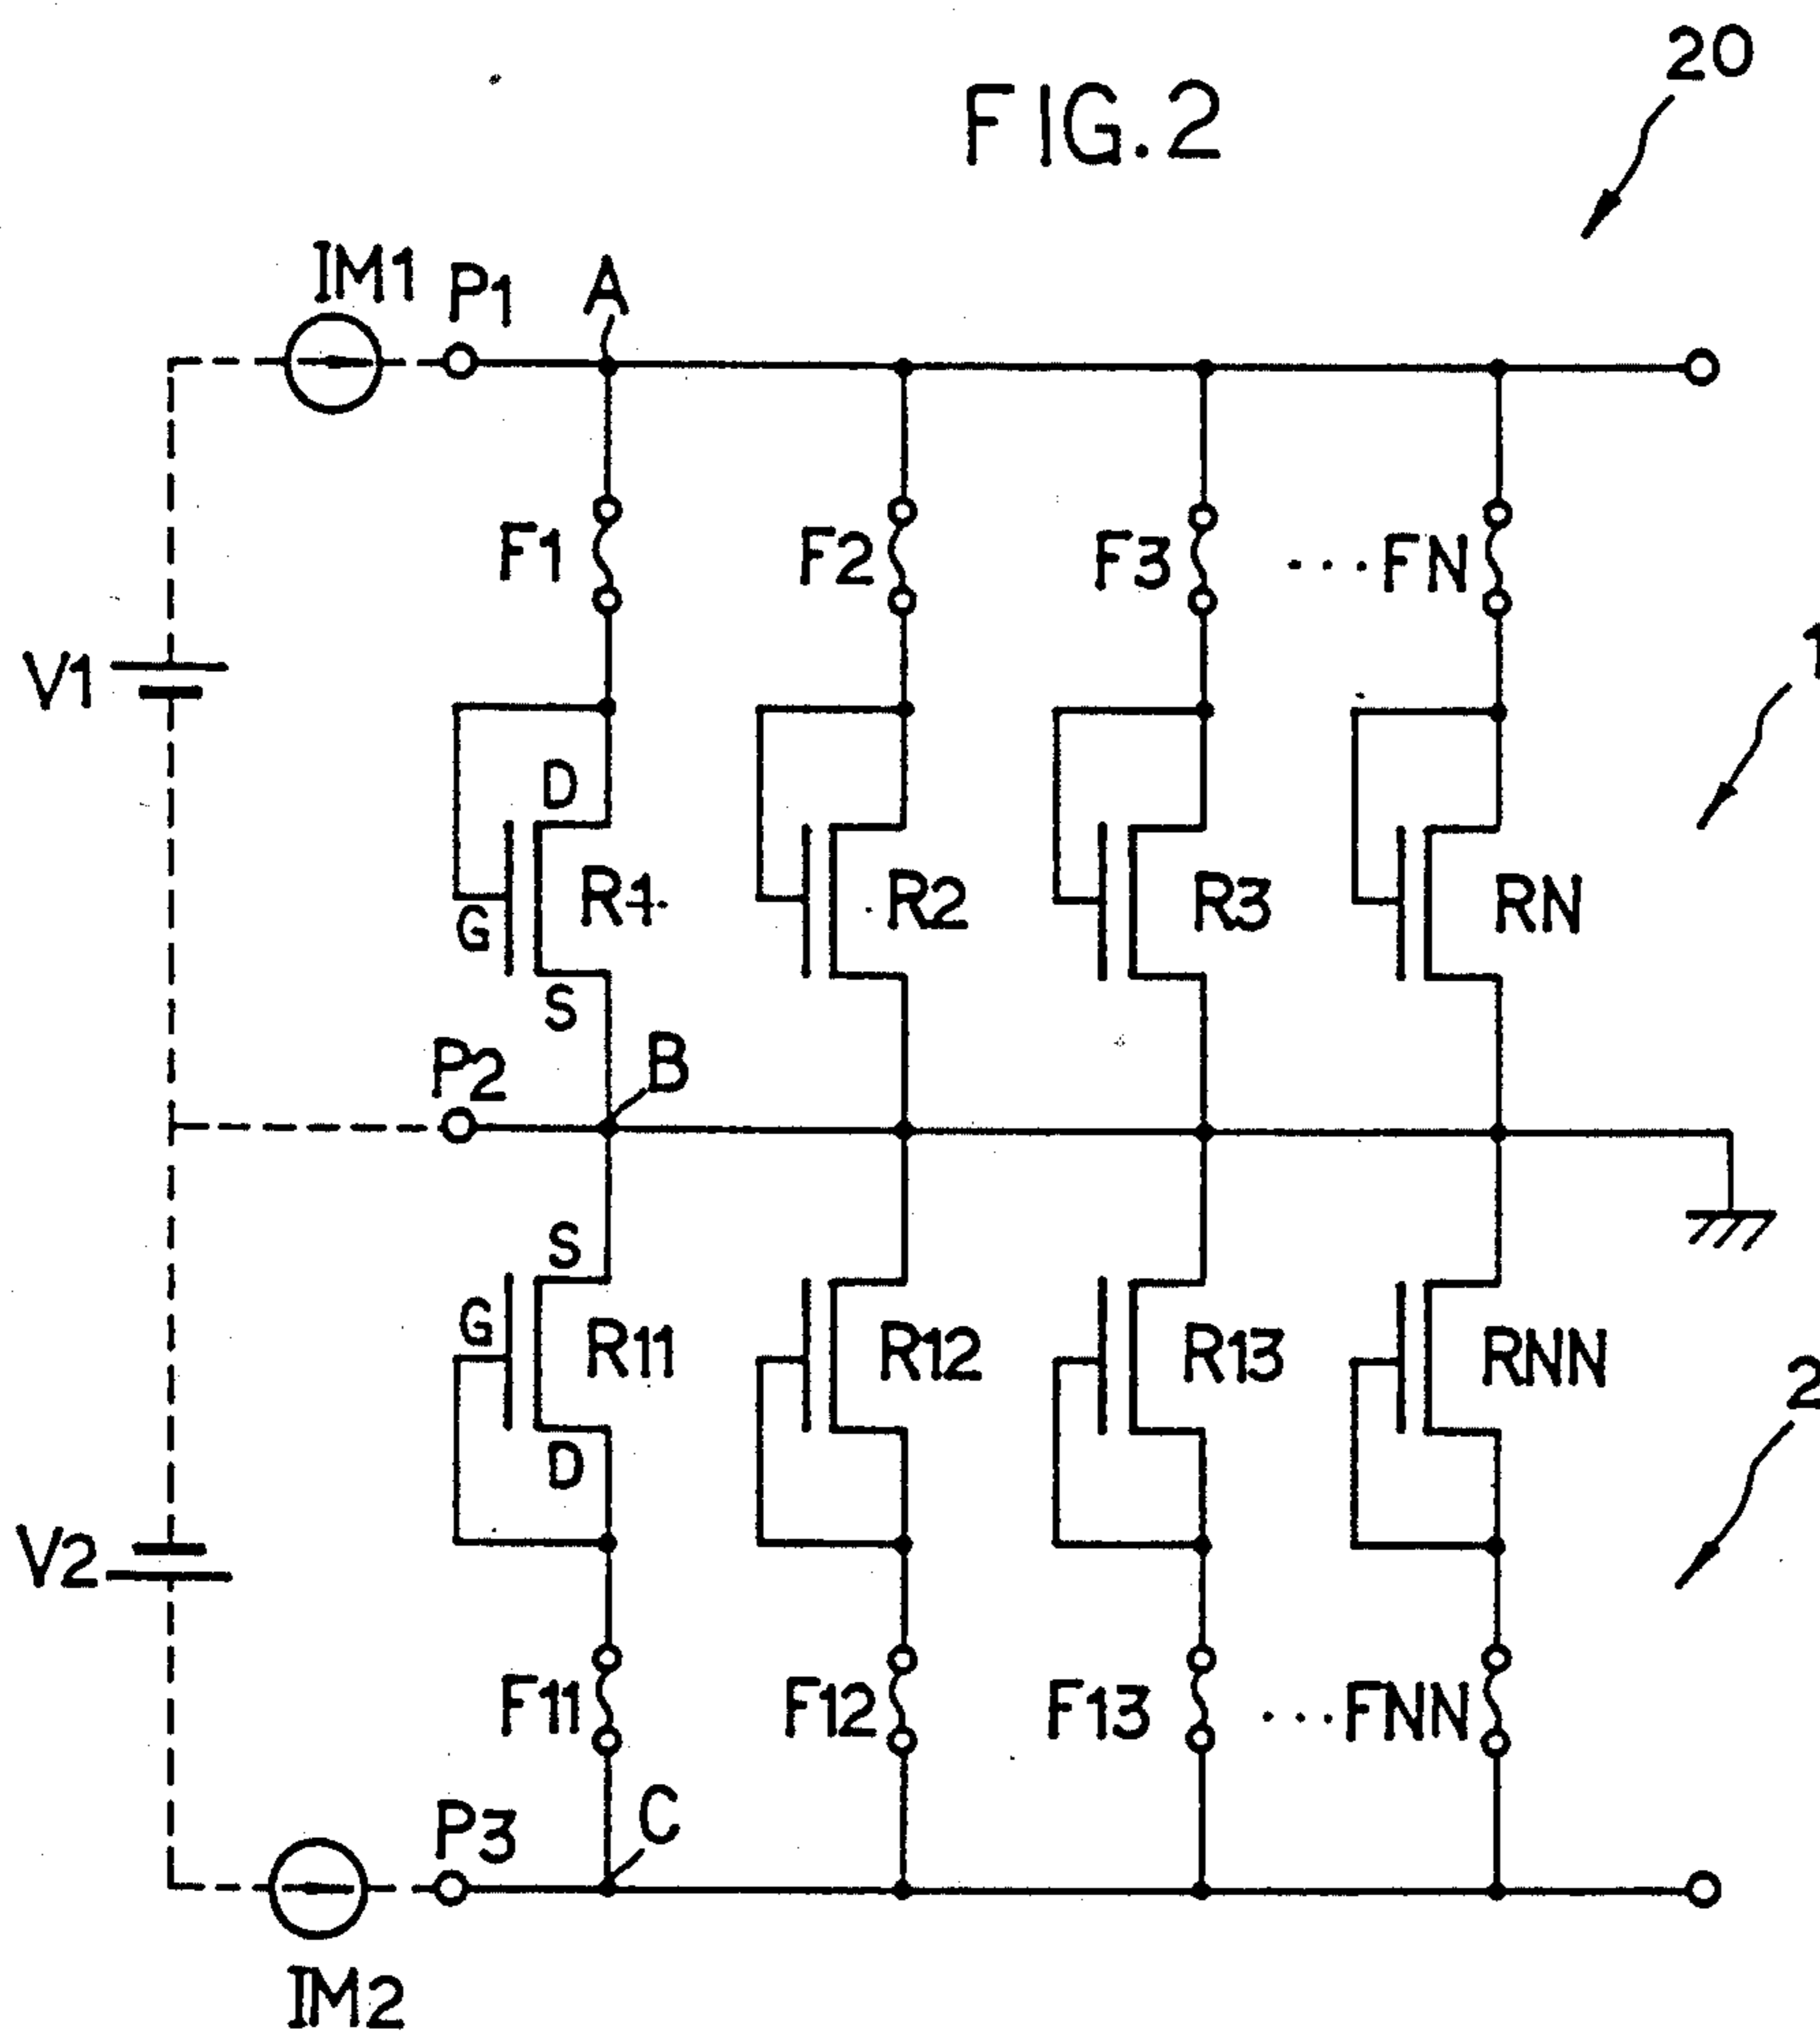 20
FIG.2
IM1 P1 A
F1 F2 F3 ...FN
V1
D
R1 R2 R3 RN
G
S
P2 B
S
G R11 R12 R13 RNN
D
V2
F11 F12 F13 ...FNN
P3 C
IM2